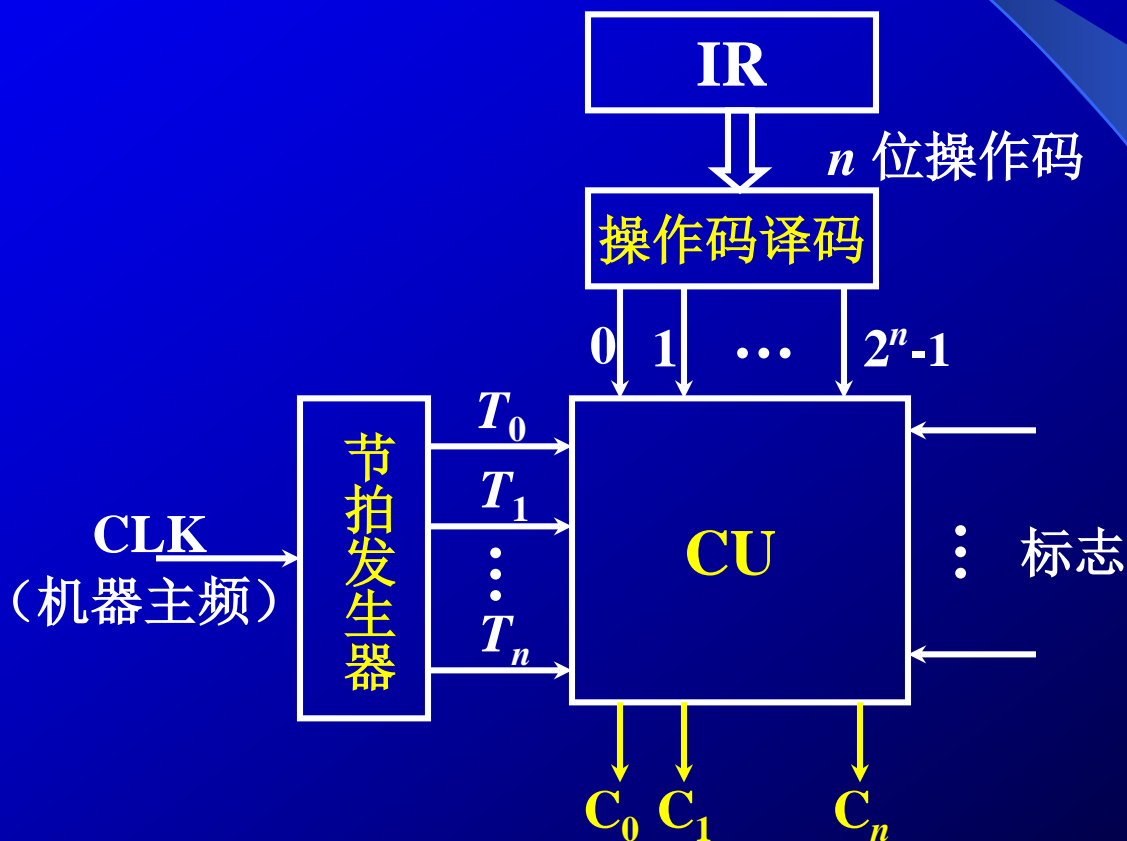 IR
n 位操作码
操作码译码
0 1 … 2ⁿ-1
节拍发生器
T₀
T₁
⋮
Tₙ
CLK
(机器主频)
CU
⋮ 标志
C₀ C₁ Cₙ